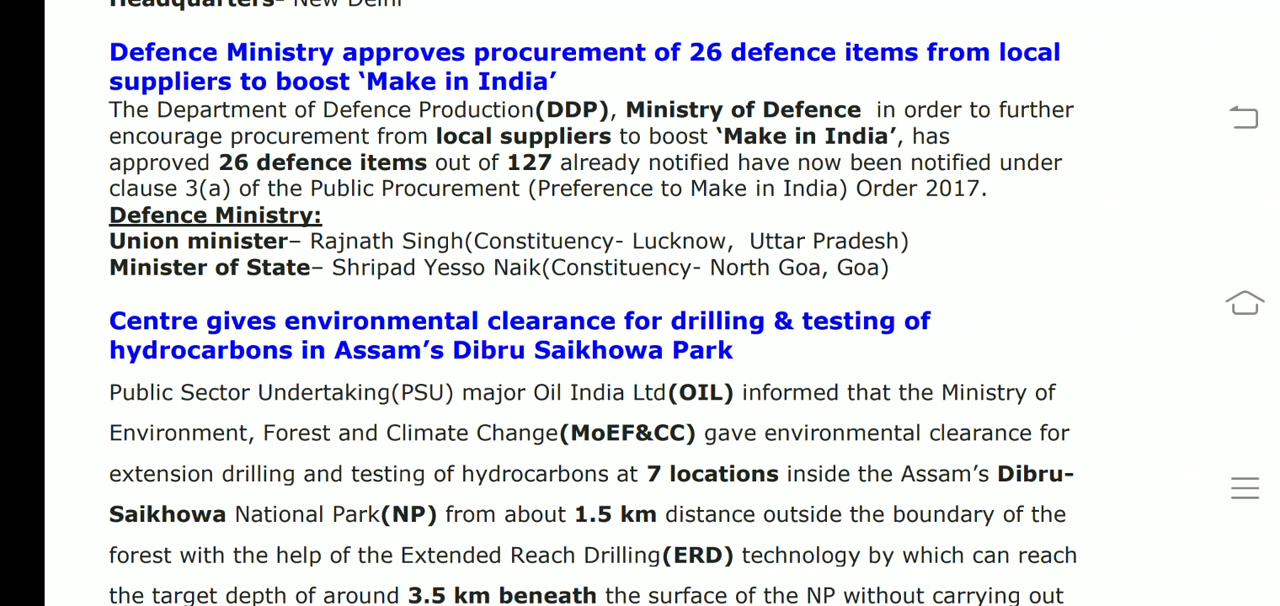 Headquarters– New Delhi
Defence Ministry approves procurement of 26 defence items from local
suppliers to boost ‘Make in India’
The Department of Defence Production(DDP), Ministry of Defence in order to further
encourage procurement from local suppliers to boost ‘Make in India’, has
approved 26 defence items out of 127 already notified have now been notified under
clause 3(a) of the Public Procurement (Preference to Make in India) Order 2017.
Defence Ministry:
Union minister– Rajnath Singh(Constituency- Lucknow, Uttar Pradesh)
Minister of State– Shripad Yesso Naik(Constituency- North Goa, Goa)
Centre gives environmental clearance for drilling & testing of
hydrocarbons in Assam’s Dibru Saikhowa Park
Public Sector Undertaking(PSU) major Oil India Ltd(OIL) informed that the Ministry of
Environment, Forest and Climate Change(MoEF&CC) gave environmental clearance for
extension drilling and testing of hydrocarbons at 7 locations inside the Assam’s Dibru-
Saikhowa National Park(NP) from about 1.5 km distance outside the boundary of the
forest with the help of the Extended Reach Drilling(ERD) technology by which can reach
the target depth of around 3.5 km beneath the surface of the NP without carrying out